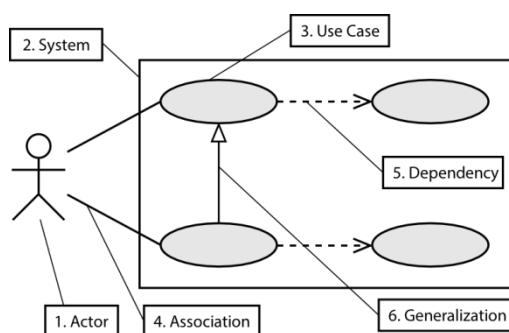 3. Use Case
2. System
5. Dependency
1. Actor
4. Association
6. Generalization